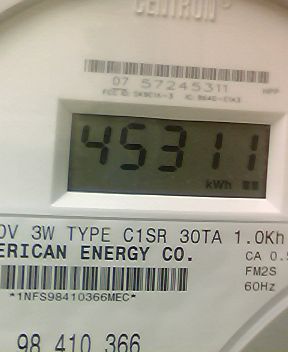 CENTRON®
07 57245311
45311
kWh
0V 3W TYPE C1SR 30TA 1.0Kh
ERICAN ENERGY CO.
CA 0.5
FM2S
*1NFS98410366MEC*
60Hz
98 410 366